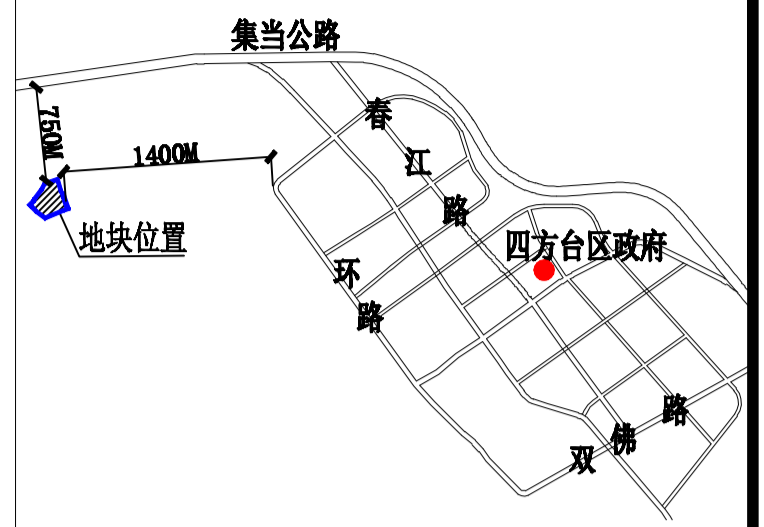 集当公路
春江路
750M
1400M
地块位置
四方台区政府
环路
双佛路